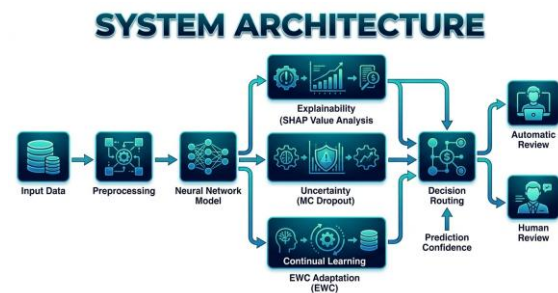 SYSTEM ARCHITECTURE
Explainability
(SHAP Value Analysis
Input Data
Preprocessing
Neural Network
Model
Uncertainty
(MC Dropout)
Continual Learning
EWC Adaptation
(EWC)
Decision
Routing
Prediction
Confidence
Automatic
Review
Human
Review